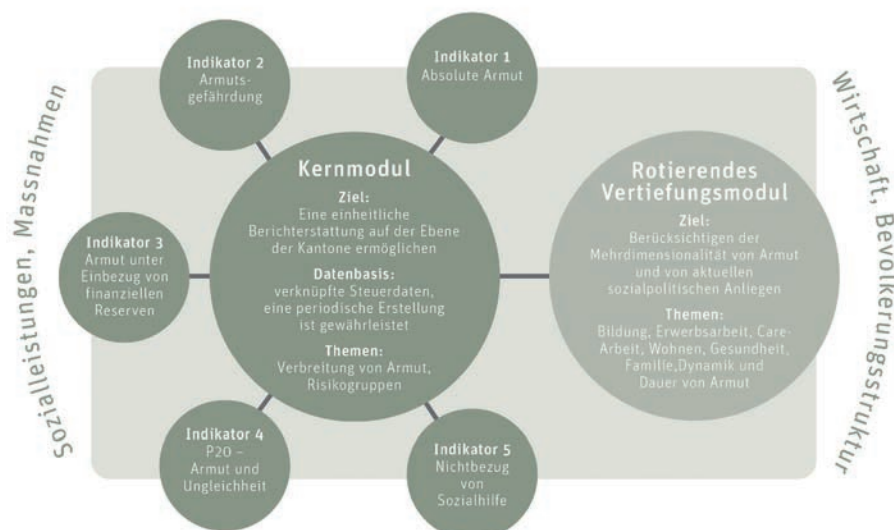 Sozialleistungen, Massnahmen
Indikator 2
Armuts-
gefährdung
Indikator 1
Absolute Armut
Indikator 3
Armut unter
Einbezug von
finanziellen
Reserven
Kernmodul
Ziel:
Eine einheitliche
Berichterstattung auf der Ebene
der Kantone ermöglichen
Datenbasis:
verknüpfte Steuerdaten,
eine periodische Erstellung
ist gewährleistet
Themen:
Verbreitung von Armut,
Risikogruppen
Indikator 4
P20 –
Armut und
Ungleichheit
Indikator 5
Nichtbezug
von
Sozialhilfe
Rotierendes
Vertiefungsmodul
Ziel:
Berücksichtigen der
Mehrdimensionalität von Armut
und von aktuellen
sozialpolitischen Anliegen
Themen:
Bildung, Erwerbsarbeit, Care-
Arbeit, Wohnen, Gesundheit,
Familie,Dynamik und
Dauer von Armut
Wirtschaft, Bevölkerungsstruktur